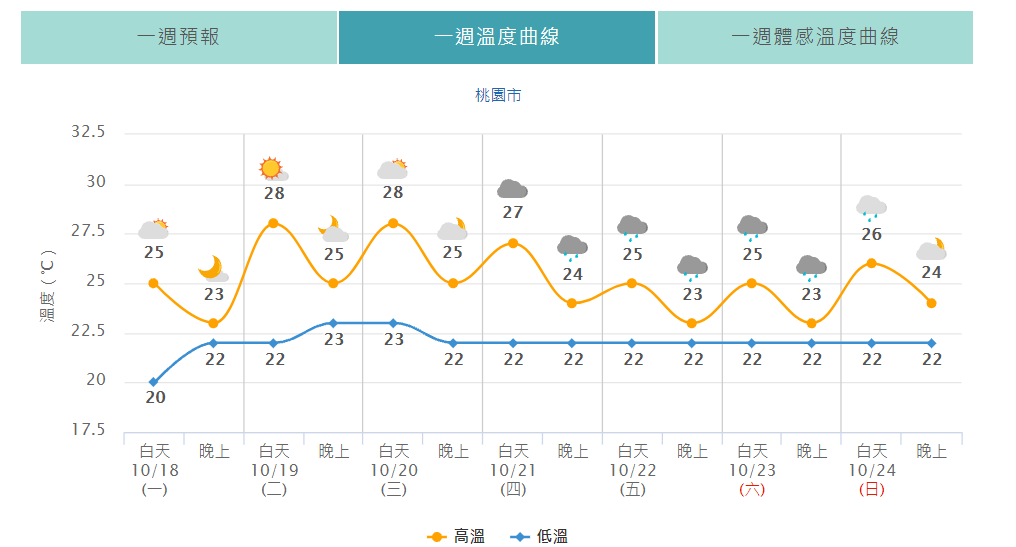 一週預報 一週溫度曲線 一週體感溫度曲線
桃園市
溫度 ( ℃ )
32.5
30
27.5
25
22.5
20
17.5
25 23 28 25 28 25 27 24 25 23 25 23 26 24
20 22 22 23 23 22 22 22 22 22 22 22 22 22
白天 晚上 白天 晚上 白天 晚上 白天 晚上 白天 晚上 白天 晚上 白天 晚上
10/18 10/19 10/20 10/21 10/22 10/23 10/24
(一) (二) (三) (四) (五) (六) (日)
高溫 低溫